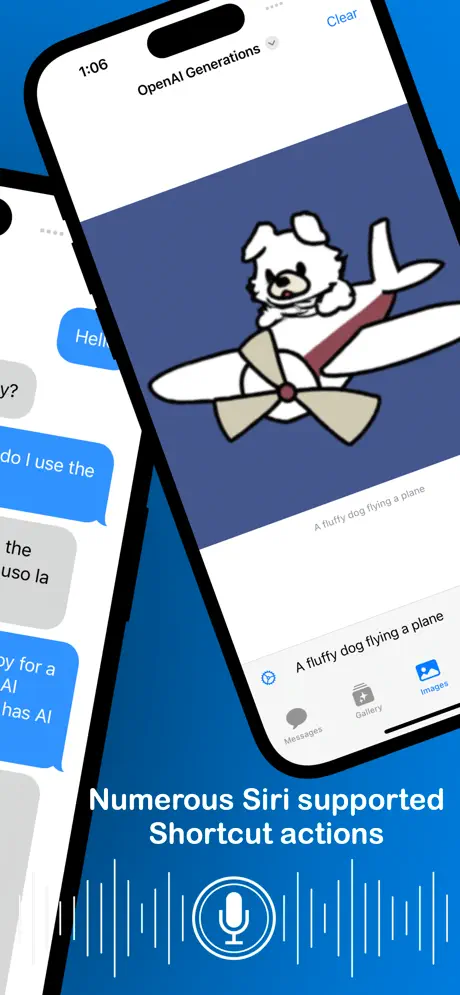 1:06
OpenAI Generations
Clear
A fluffy dog flying a plane
A fluffy dog flying a plane
Messages
Gallery
Images
y?
do I use the
the
uso la
for a
AI
has AI
Numerous Siri supported
Shortcut actions